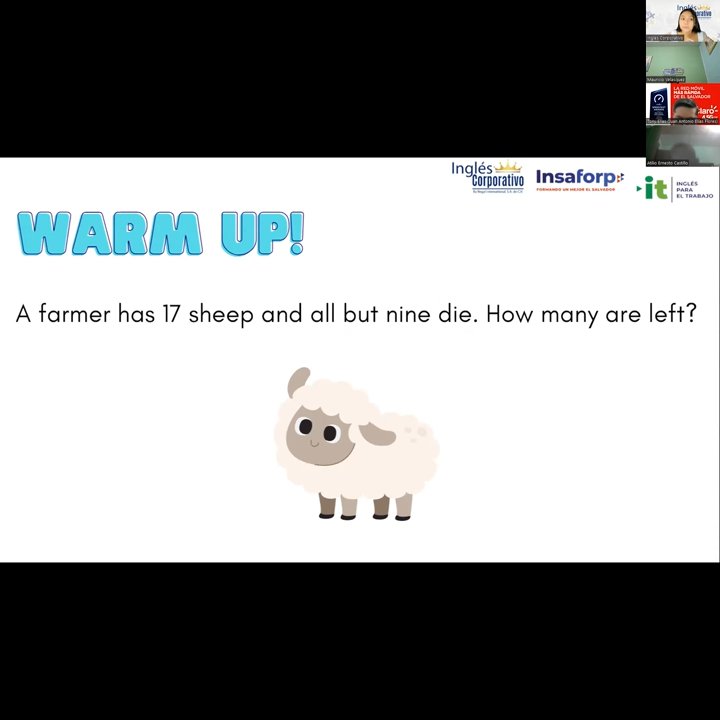 Inglés Corporativo
Mauricio Velasquez
LA RED MÓVIL
MÁS RÁPIDA
DE EL SALVADOR
Claro
Atilio Ernesto Castillo
Inglés
Corporativo
Insaforp
FORMANDO UN MEJOR EL SALVADOR
it
INGLÉS
PARA
EL TRABAJO
WARM UP!
A farmer has 17 sheep and all but nine die. How many are left?